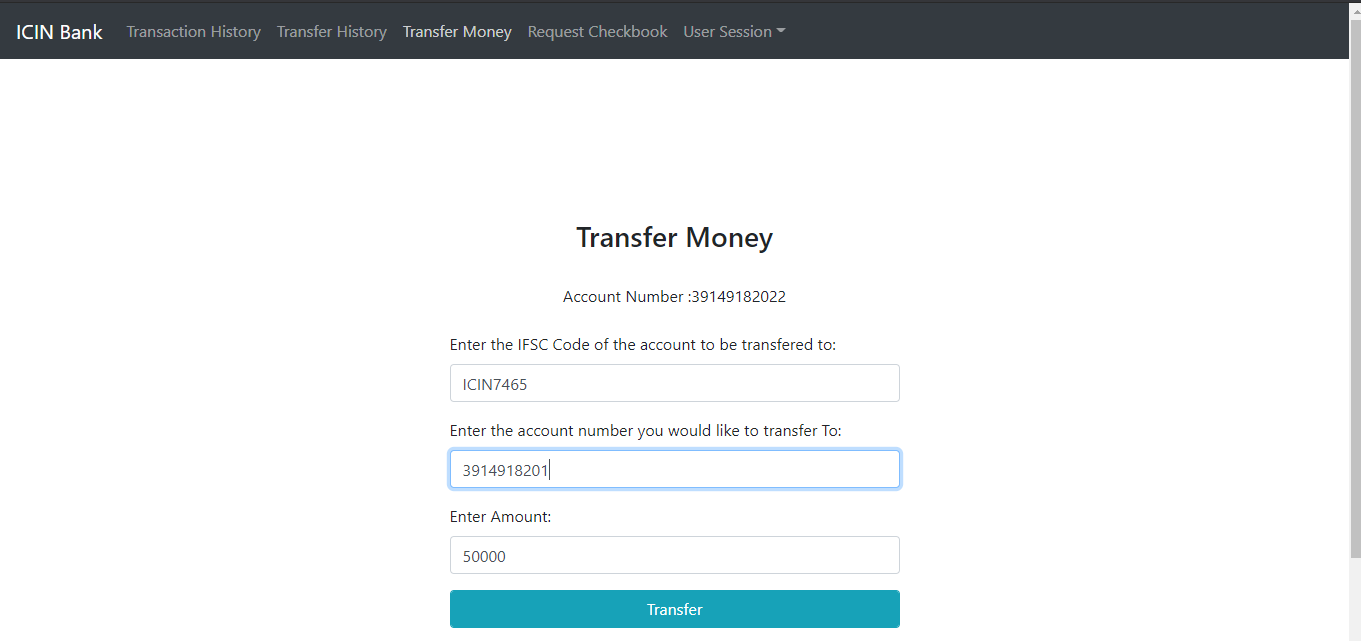 ICIN Bank Transaction History Transfer History Transfer Money Request Checkbook User Session
Transfer Money
Account Number :39149182022
Enter the IFSC Code of the account to be transfered to:
ICIN7465
Enter the account number you would like to transfer To:
3914918201
Enter Amount:
50000
Transfer